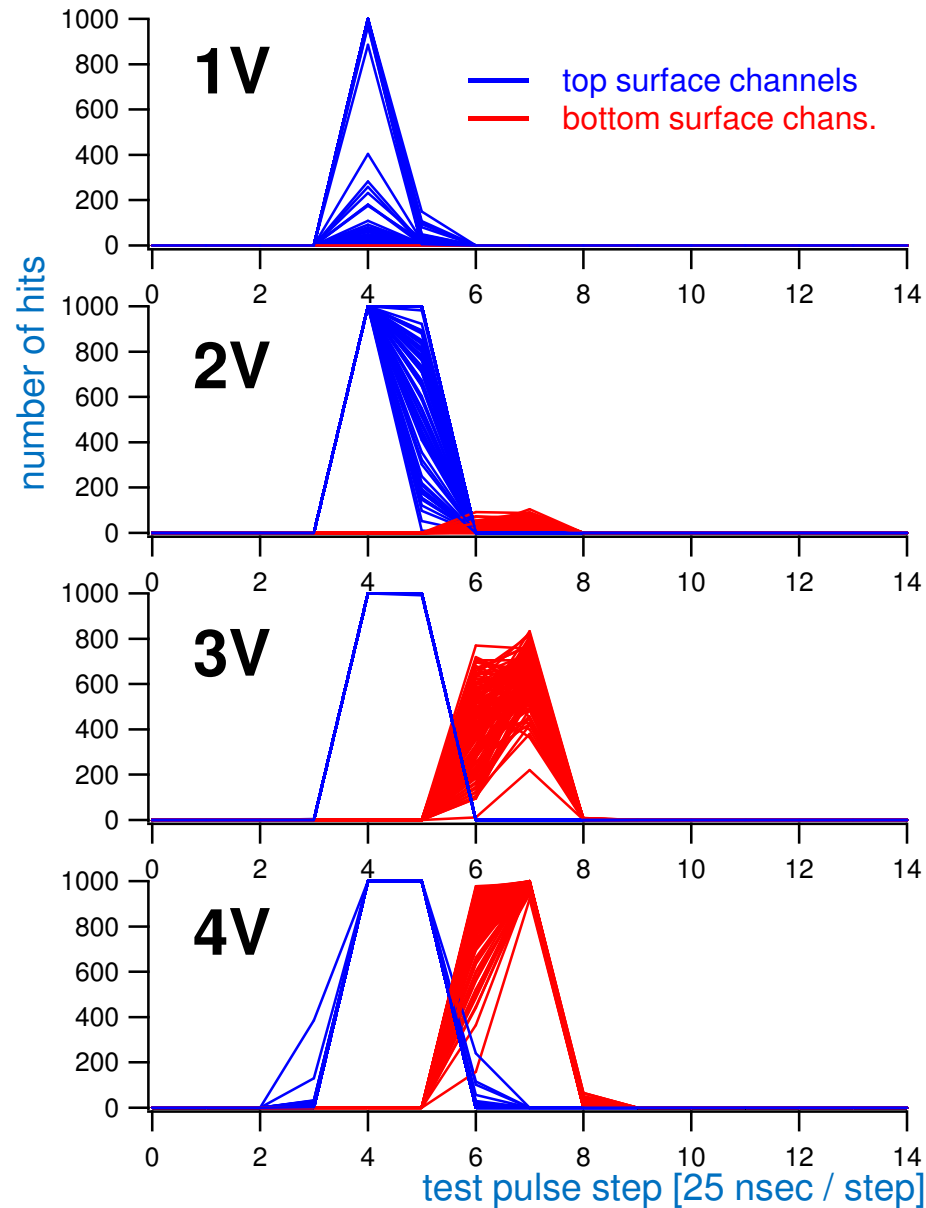 number of hits
1V
top surface channels
bottom surface chans.
1000
800
600
400
200
0
0 2 4 6 8 10 12 14
2V
1000
800
600
400
200
0
0 2 4 6 8 10 12 14
3V
1000
800
600
400
200
0
0 2 4 6 8 10 12 14
4V
1000
800
600
400
200
0
0 2 4 6 8 10 12 14
test pulse step [25 nsec / step]